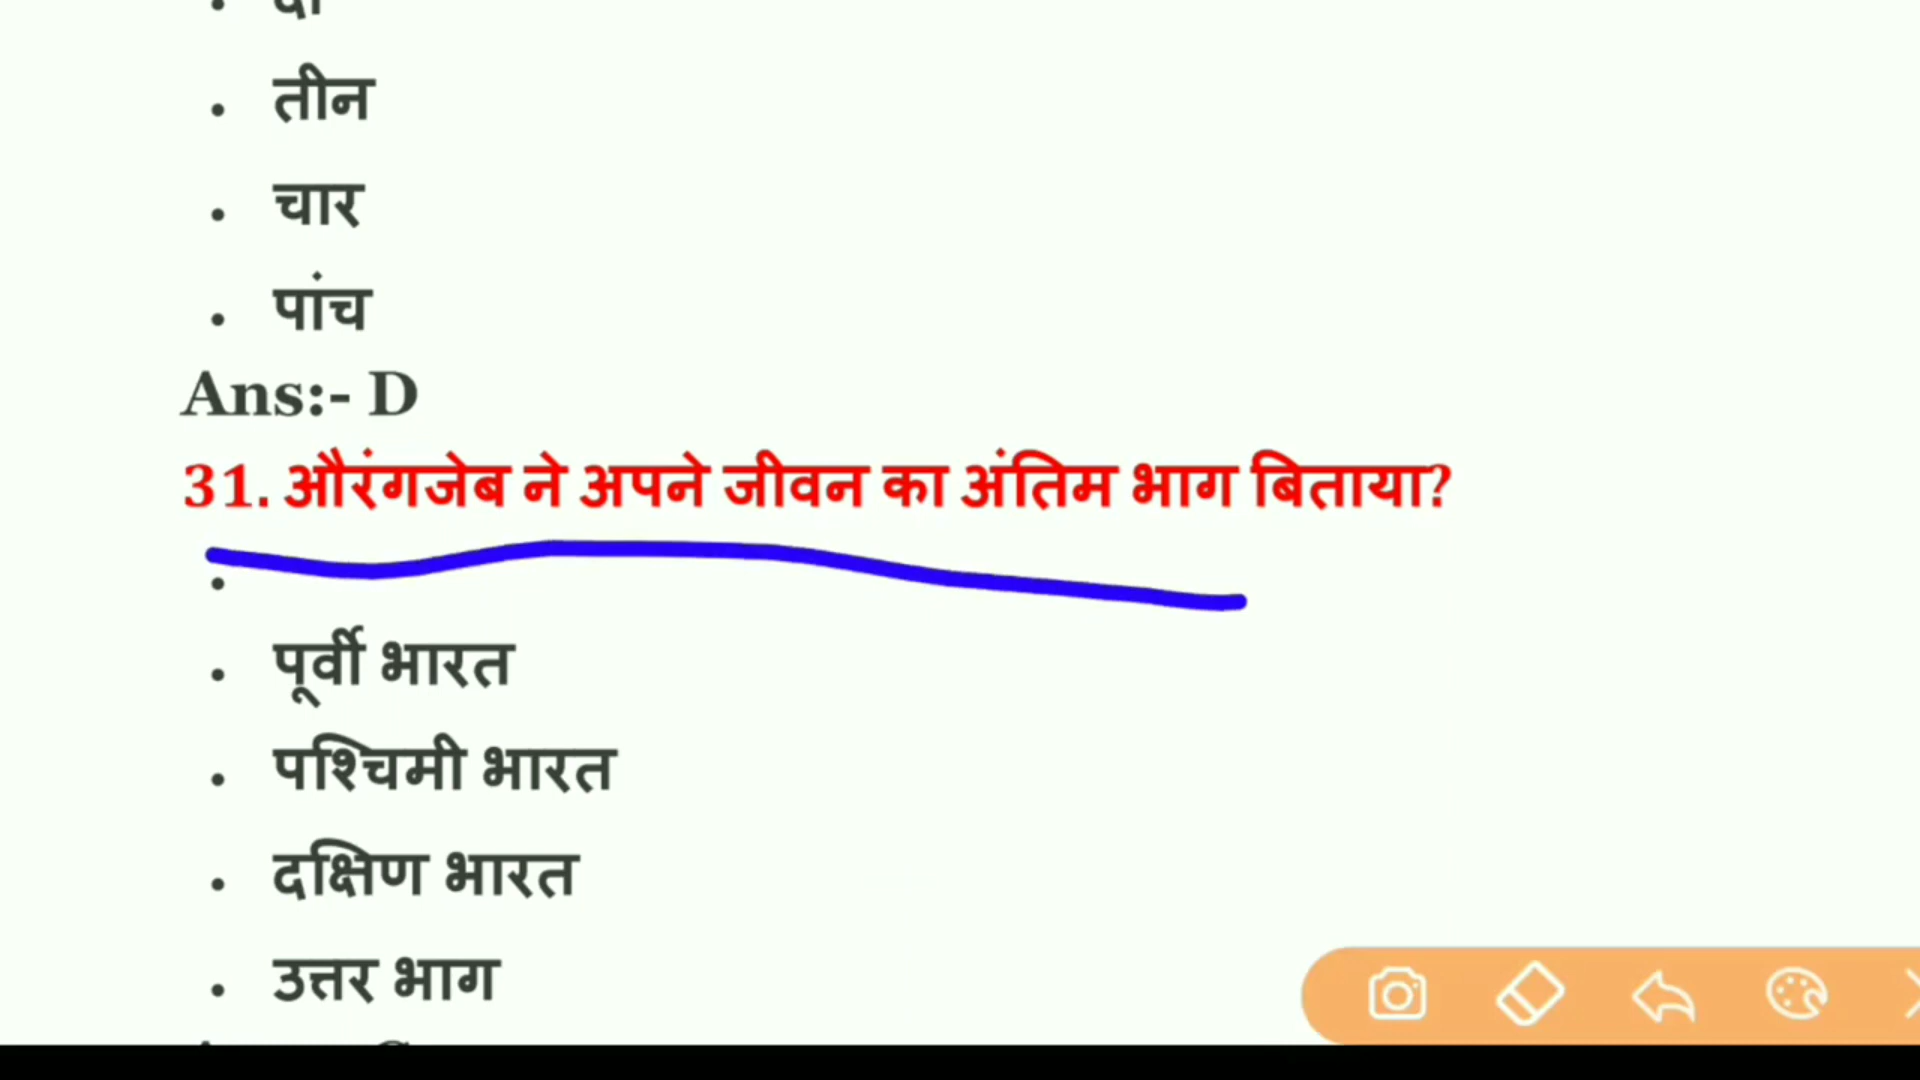 तीन
चार
पांच
Ans:- D
31. औरंगजेब ने अपने जीवन का अंतिम भाग बिताया?
पूर्वी भारत
पश्चिमी भारत
दक्षिण भारत
उत्तर भाग